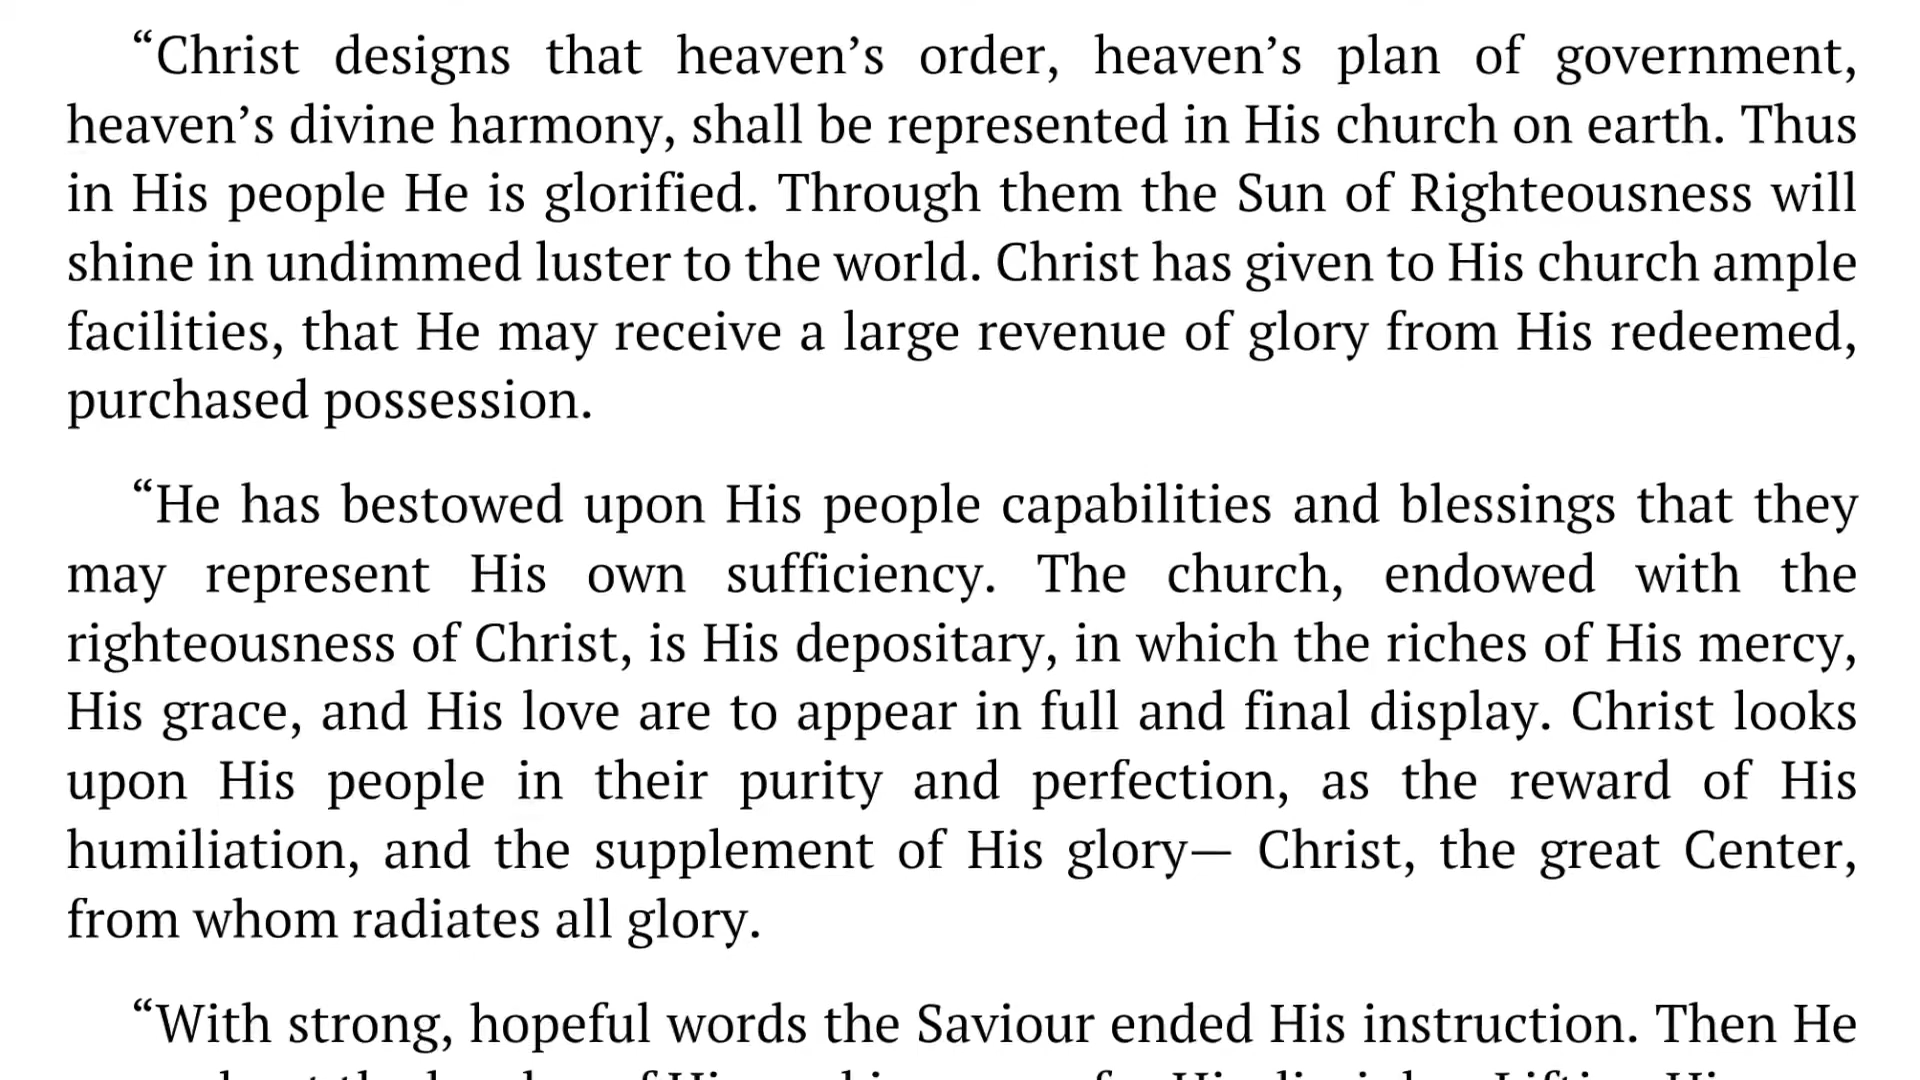 “Christ designs that heaven’s order, heaven’s plan of government,
heaven’s divine harmony, shall be represented in His church on earth. Thus
in His people He is glorified. Through them the Sun of Righteousness will
shine in undimmed luster to the world. Christ has given to His church ample
facilities, that He may receive a large revenue of glory from His redeemed,
purchased possession.
“He has bestowed upon His people capabilities and blessings that they
may represent His own sufficiency. The church, endowed with the
righteousness of Christ, is His depositary, in which the riches of His mercy,
His grace, and His love are to appear in full and final display. Christ looks
upon His people in their purity and perfection, as the reward of His
humiliation, and the supplement of His glory— Christ, the great Center,
from whom radiates all glory.
“With strong, hopeful words the Saviour ended His instruction. Then He